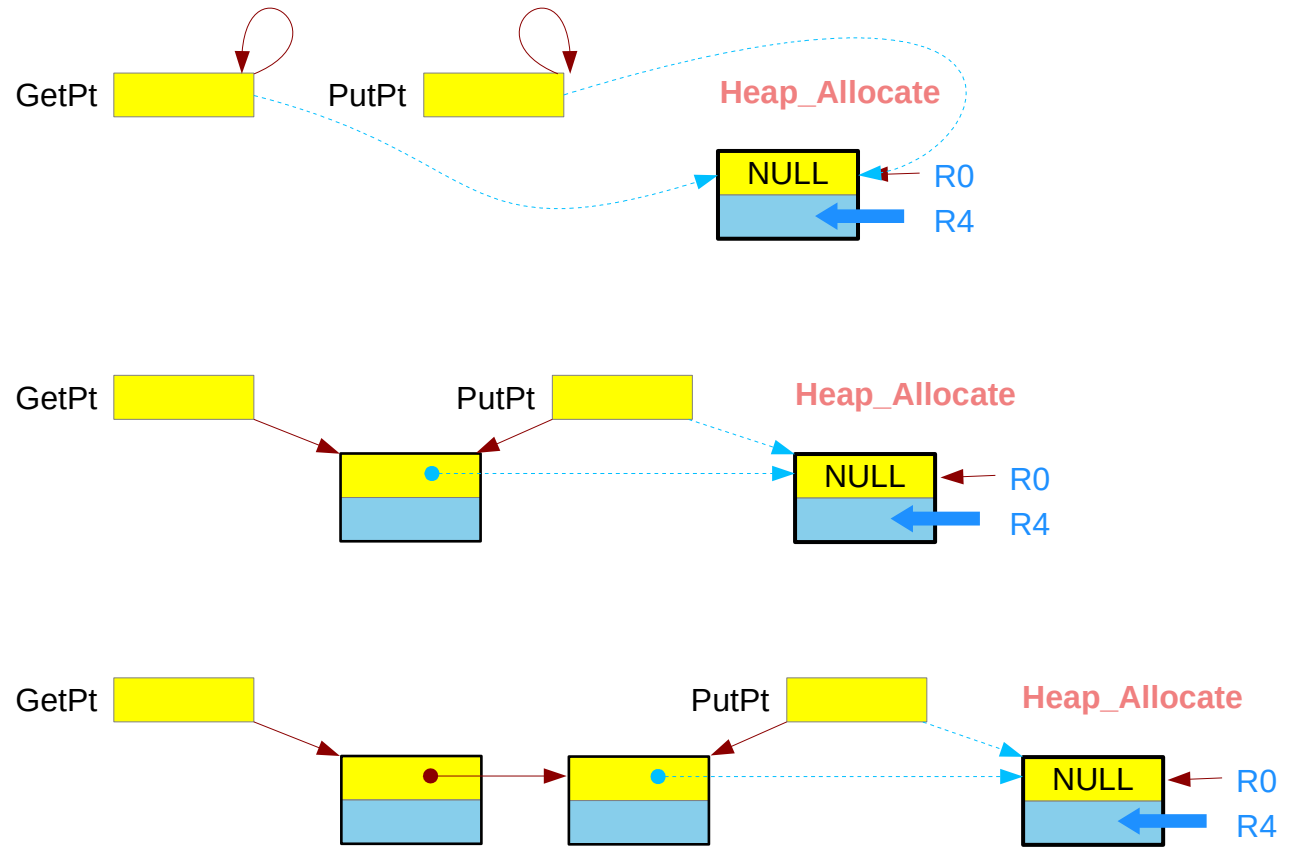 GetPt
PutPt
Heap_Allocate
NULL
R0
R4
GetPt
PutPt
Heap_Allocate
NULL
R0
R4
GetPt
PutPt
Heap_Allocate
NULL
R0
R4